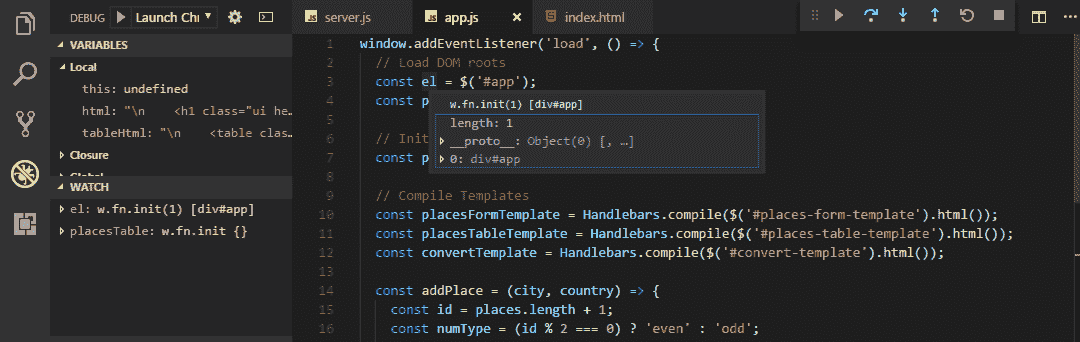 DEBUG
Launch Chr
JS server.js
JS app.js
index.html
VARIABLES
Local
this: undefined
html: "\n <h1 class="ui he…
tableHtml: "\n <table clas…
Closure
WATCH
el: w.fn.init(1) [div#app]
placesTable: w.fn.init {}
1 window.addEventListener('load', () => {
2 // Load DOM roots
3 const el = $('#app');
4 const p
w.fn.init(1) [div#app]
length: 1
__proto__: Object(0) [, …]
0: div#app
5
6 // Init
7 const p
8
9 // Compile Templates
10 const placesFormTemplate = Handlebars.compile($('#places-form-template').html());
11 const placesTableTemplate = Handlebars.compile($('#places-table-template').html());
12 const convertTemplate = Handlebars.compile($('#convert-template').html());
13
14 const addPlace = (city, country) => {
15 const id = places.length + 1;
16 const numType = (id % 2 === 0) ? 'even' : 'odd';